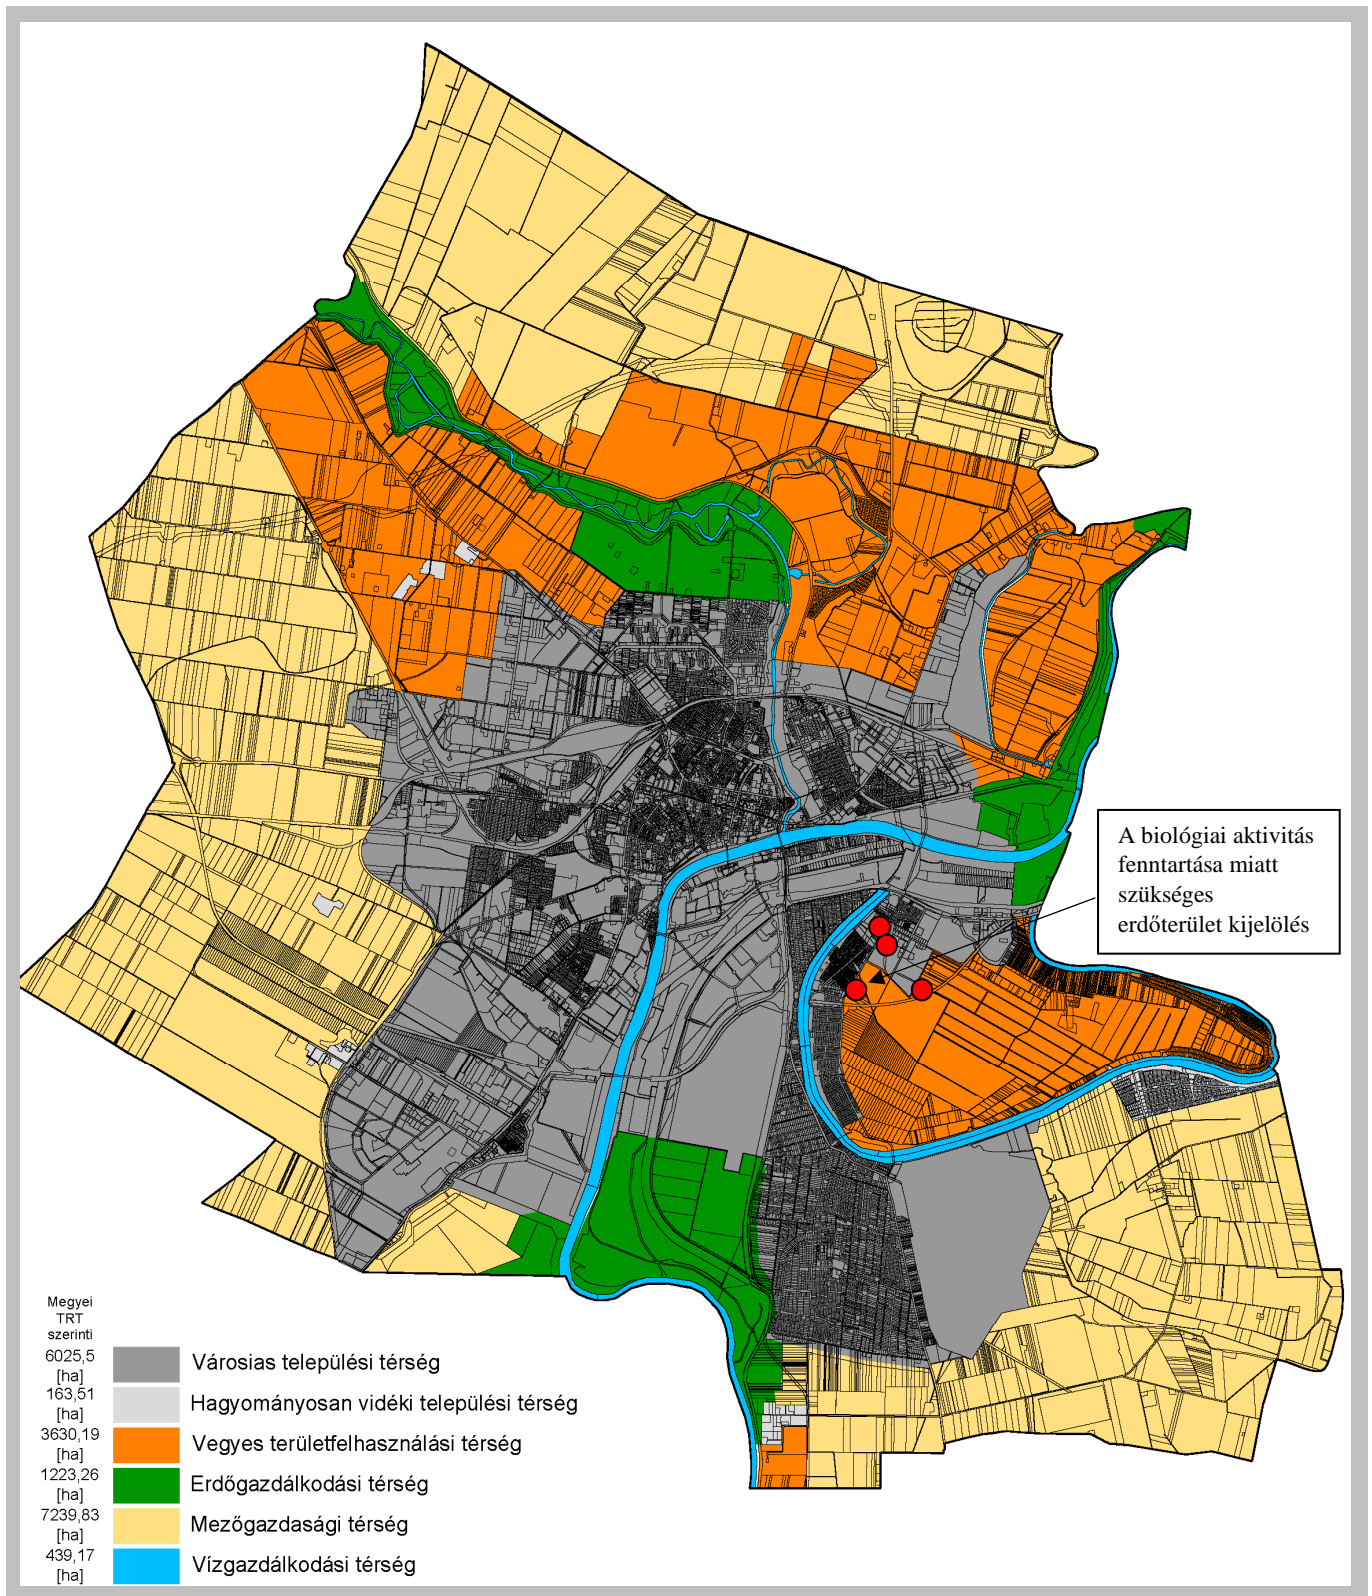 A biológiai aktivitás
fenntartása miatt
szükséges
erdőterület kijelölés
Megyei
TRT
szerinti
6025,5
[ha]
Városias települési térség
163,51
[ha]
Hagyományosan vidéki települési térség
3630,19
[ha]
Vegyes területfelhasználási térség
1223,26
[ha]
Erdőgazdálkodási térség
7239,83
[ha]
Mezőgazdasági térség
439,17
[ha]
Vízgazdálkodási térség